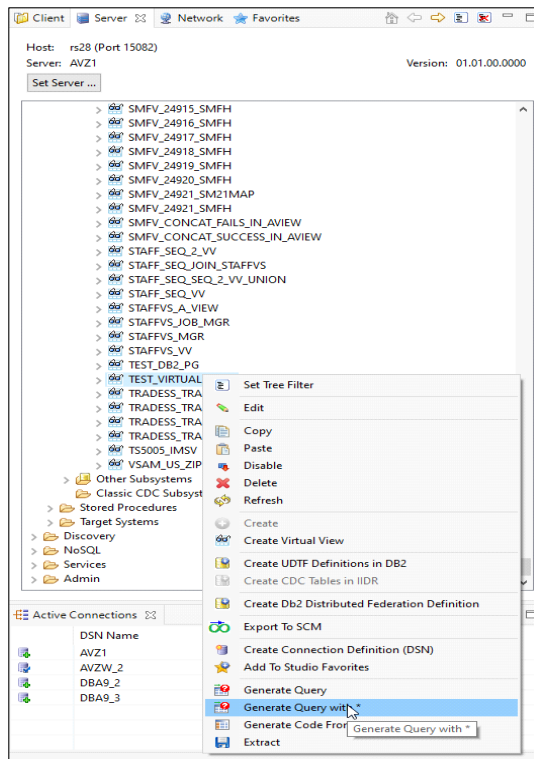 Client Server Network Favorites
Host: rs28 (Port 15082)
Server: AVZ1 Version: 01.01.00.0000
Set Server ...
SMFV_24915_SMFH
SMFV_24916_SMFH
SMFV_24917_SMFH
SMFV_24918_SMFH
SMFV_24919_SMFH
SMFV_24920_SMFH
SMFV_24921_SM21MAP
SMFV_24921_SMFH
SMFV_CONCAT_FAILS_IN_AVIEW
SMFV_CONCAT_SUCCESS_IN_AVIEW
STAFF_SEQ_2_VV
STAFF_SEQ_JOIN_STAFFVS
STAFF_SEQ_SEQ_2_VV_UNION
STAFF_SEQ_VV
STAFFVS_A_VIEW
STAFFVS_JOB_MGR
STAFFVS_MGR
STAFFVS_VV
TEST_DB2_PG
TEST_VIRTUAL
TRADESS_TRA
TRADESS_TRA
TRADESS_TRA
TRADESS_TRA
TS5005_IMSV
VSAM_US_ZIP
Other Subsystems
Classic CDC Subsyst
Stored Procedures
Target Systems
Discovery
NoSQL
Services
Admin
Set Tree Filter
Edit
Copy
Paste
Disable
Delete
Refresh
Create
Create Virtual View
Create UDTF Definitions in DB2
Create CDC Tables in IIDR
Create Db2 Distributed Federation Definition
Export To SCM
Create Connection Definition (DSN)
Add To Studio Favorites
Generate Query
Generate Query with *
Generate Code From
Generate Query with *
Extract
Active Connections
DSN Name
AVZ1
AVZW_2
DBA9_2
DBA9_3